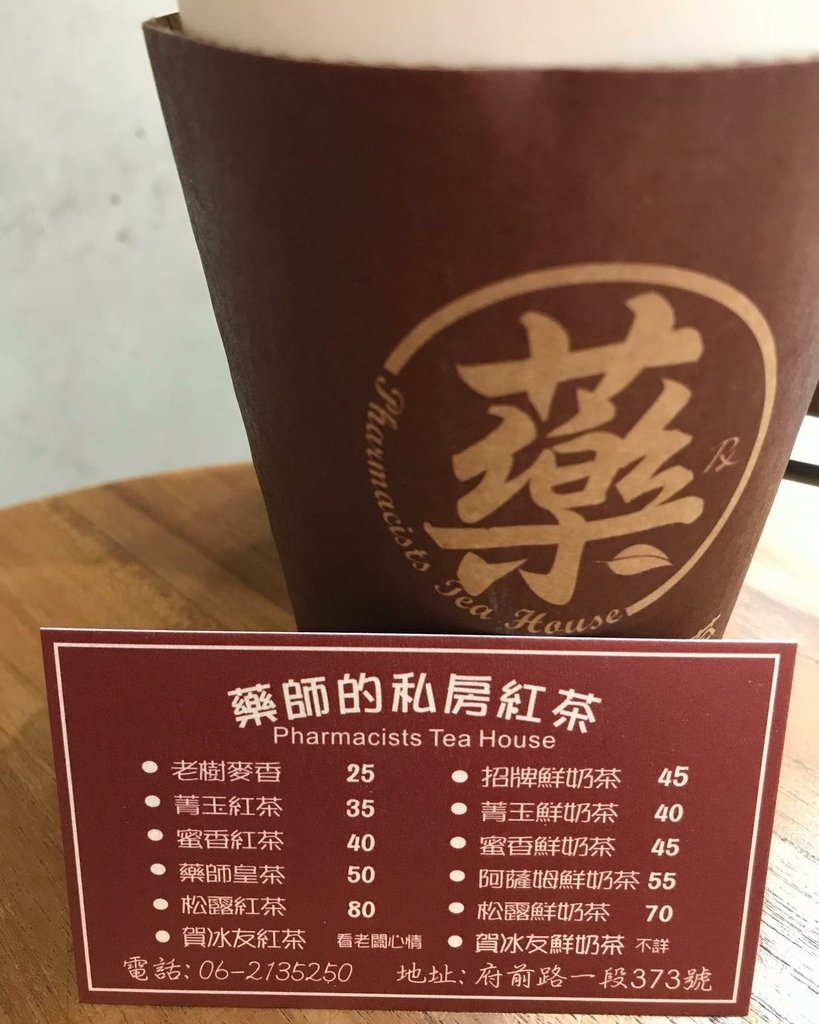 藥
Rx
Pharmacists Tea House
藥師的私房紅茶
Pharmacists Tea House
老樹麥香 25
菁玉紅茶 35
蜜香紅茶 40
藥師皇茶 50
松露紅茶 80
賀冰友紅茶 看老闆心情
招牌鮮奶茶 45
菁玉鮮奶茶 40
蜜香鮮奶茶 45
阿薩姆鮮奶茶 55
松露鮮奶茶 70
賀冰友鮮奶茶 不詳
電話: 06-2135250 地址: 府前路一段373號